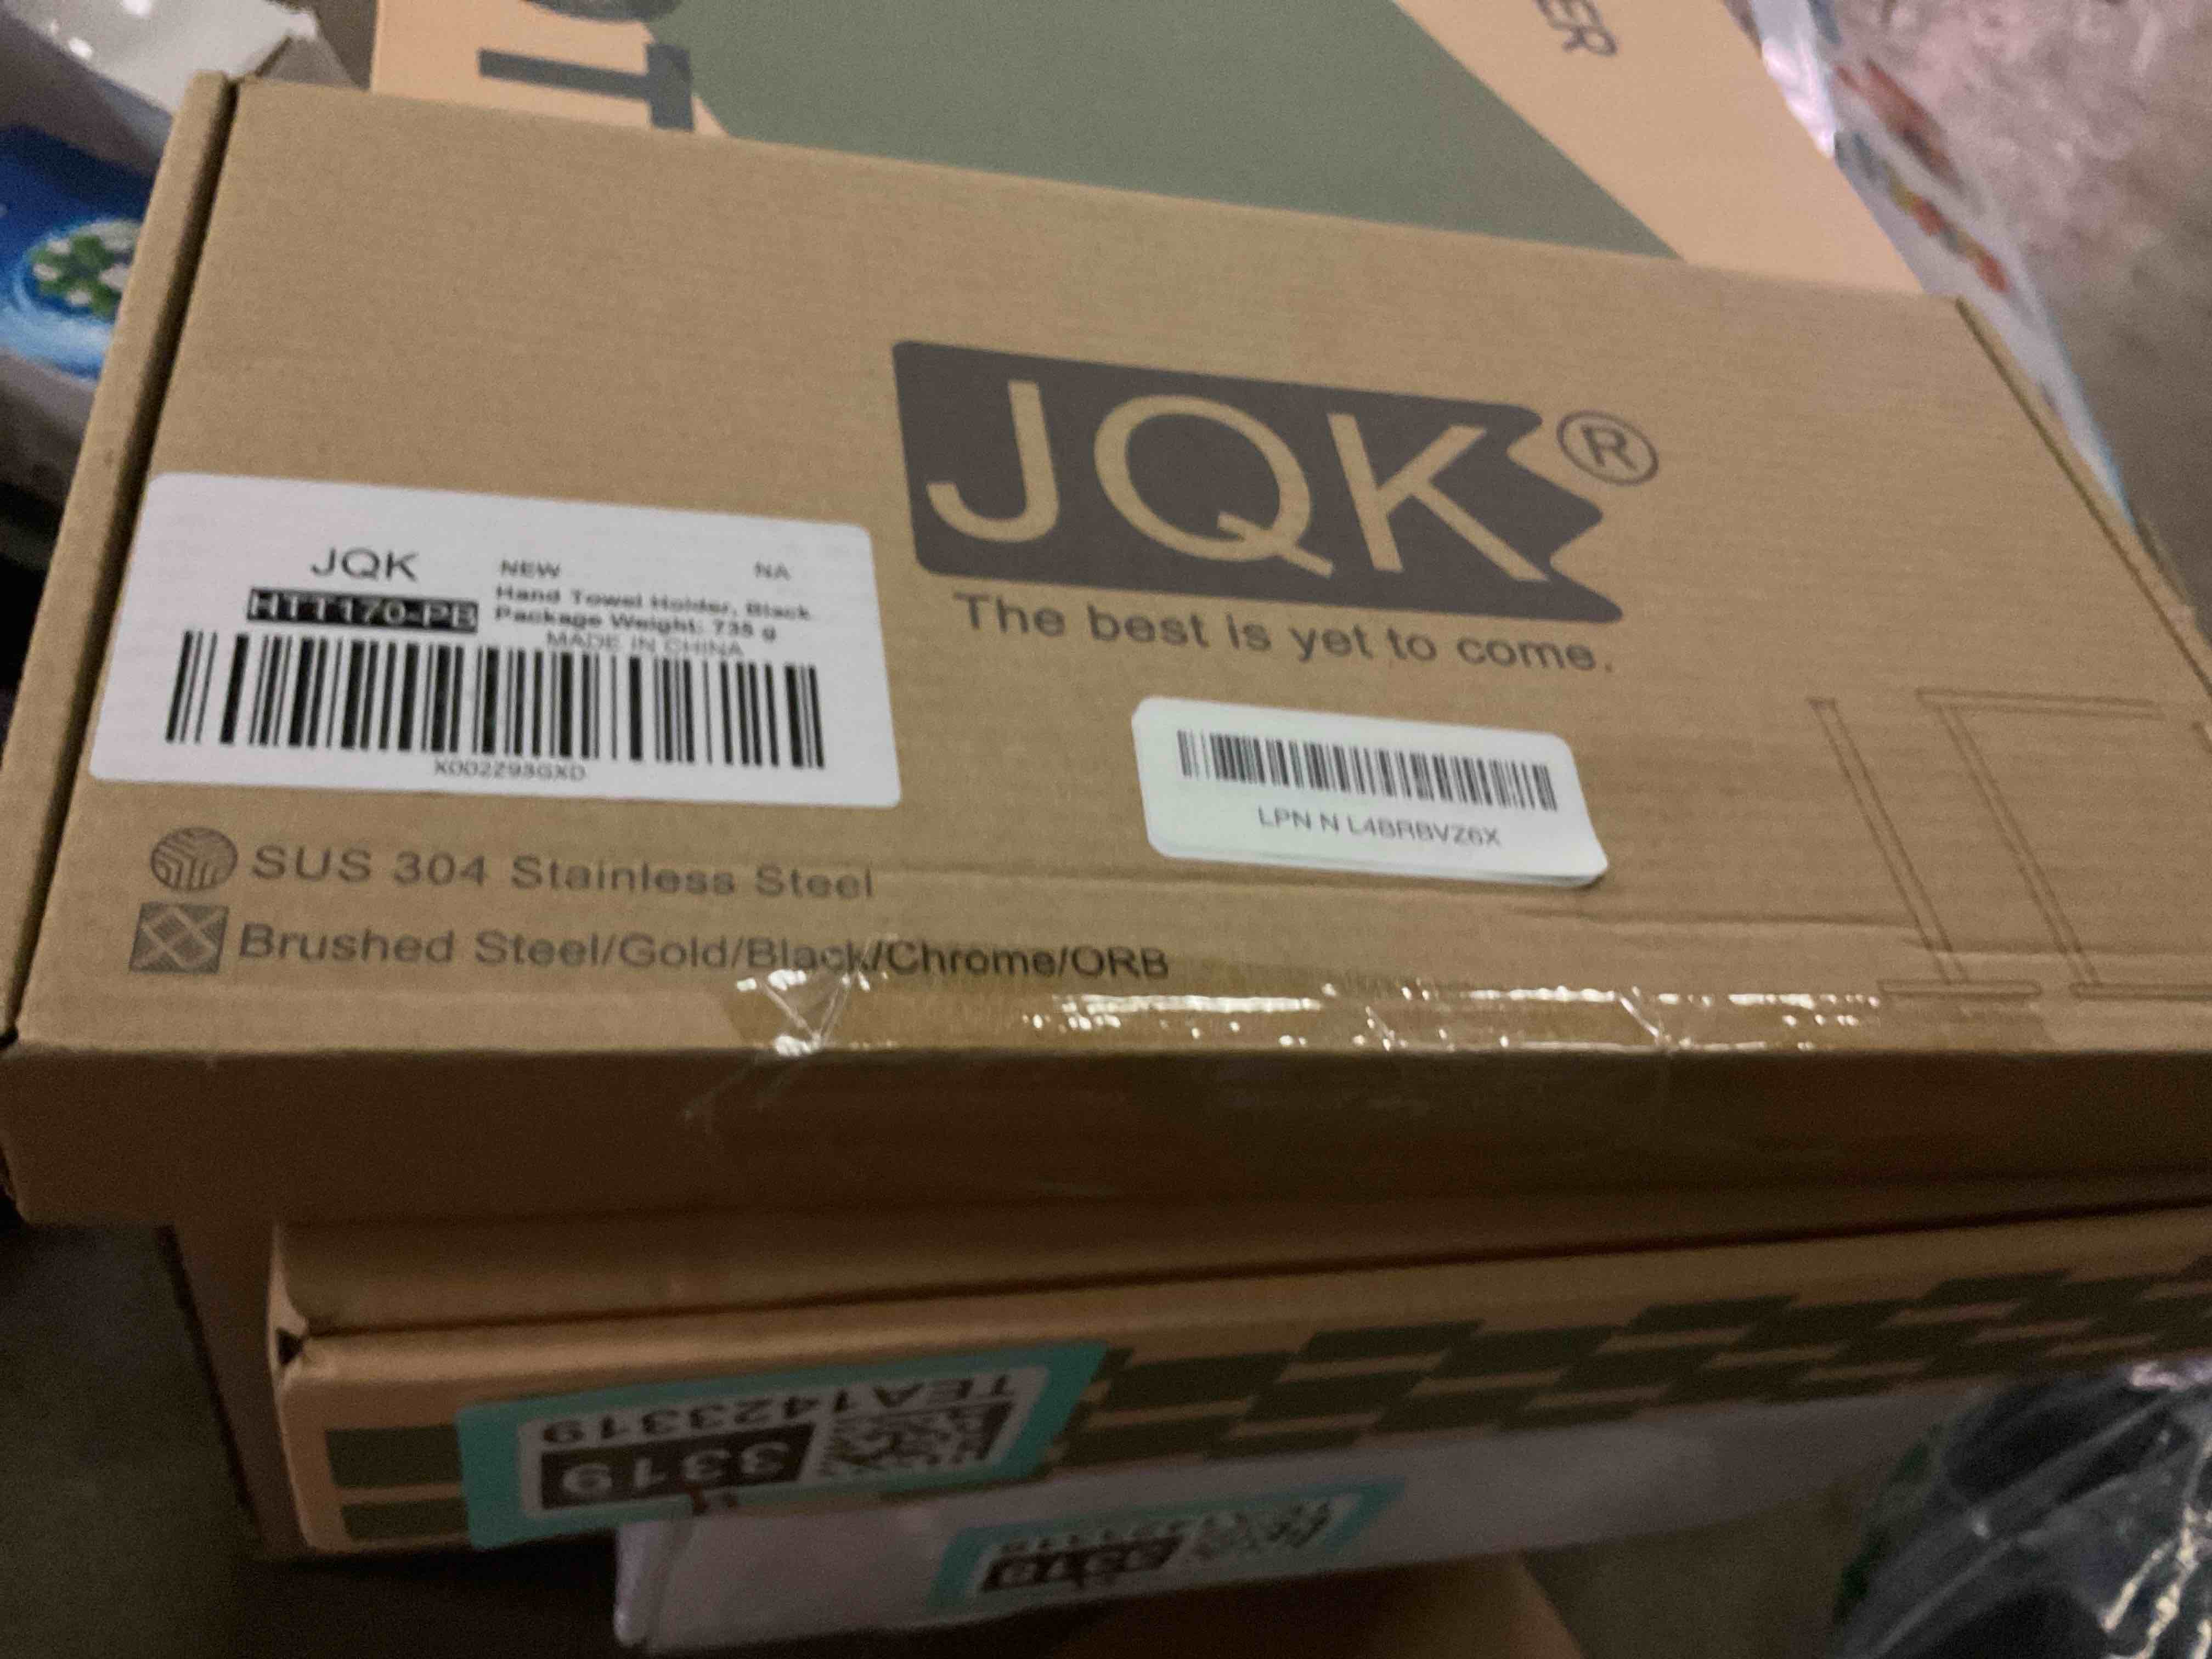 T
ER
JQK®
The best is yet to come.
JQK NEW NA
HTT170-PB Hand Towel Holder, Black
Package Weight: 735 g
MADE IN CHINA
X002293GXD
LPN N L4BRBVZ6X
SUS 304 Stainless Steel
Brushed Steel/Gold/Black/Chrome/ORB
TEA1423319
3319